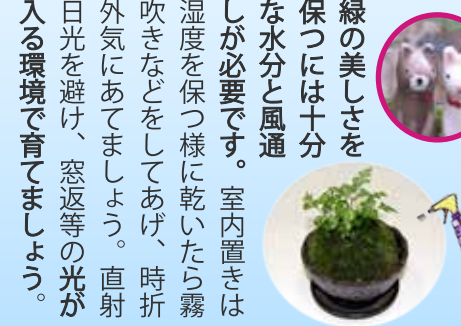 緑の美しさを
保つには十分
な水分と風通
しが必要です。室内置きは
湿度を保つ様に乾いたら霧
吹きなどをしてあげ、時折
外気にあてましょう。直射
日光を避け、窓返等の光が
入る環境で育てましょう。